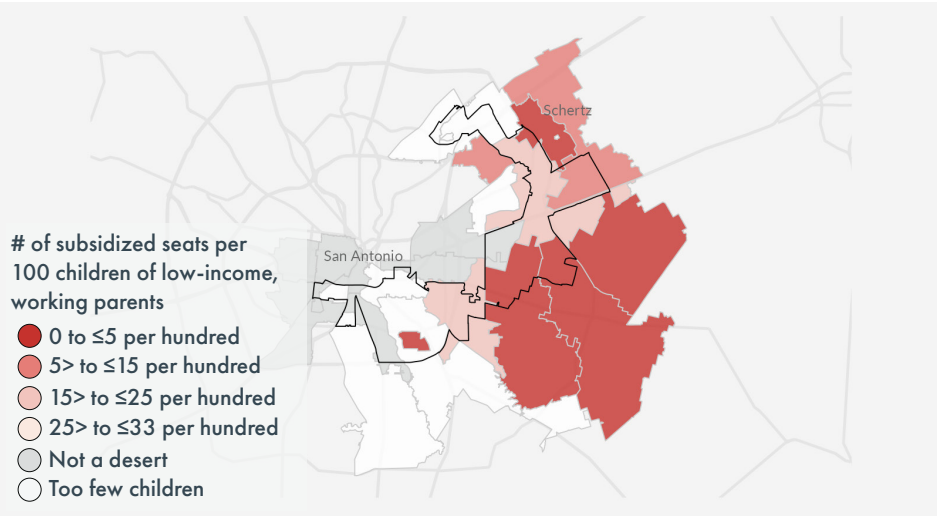 Schertz
# of subsidized seats per
100 children of low-income,
working parents
San Antonio
0 to ≤5 per hundred
5> to ≤15 per hundred
15> to ≤25 per hundred
25> to ≤33 per hundred
Not a desert
Too few children